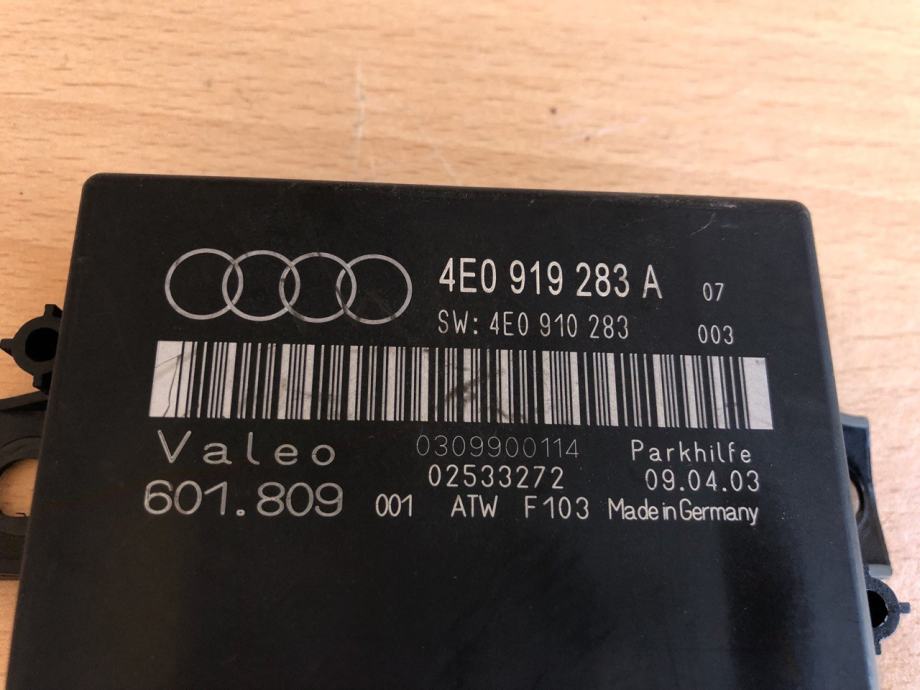 4E0 919 283 A 07
SW: 4E0 910 283 003
Valeo 0309900114 Parkhilfe
02533272 09.04.03
601.809 001 ATW F103 Made in Germany